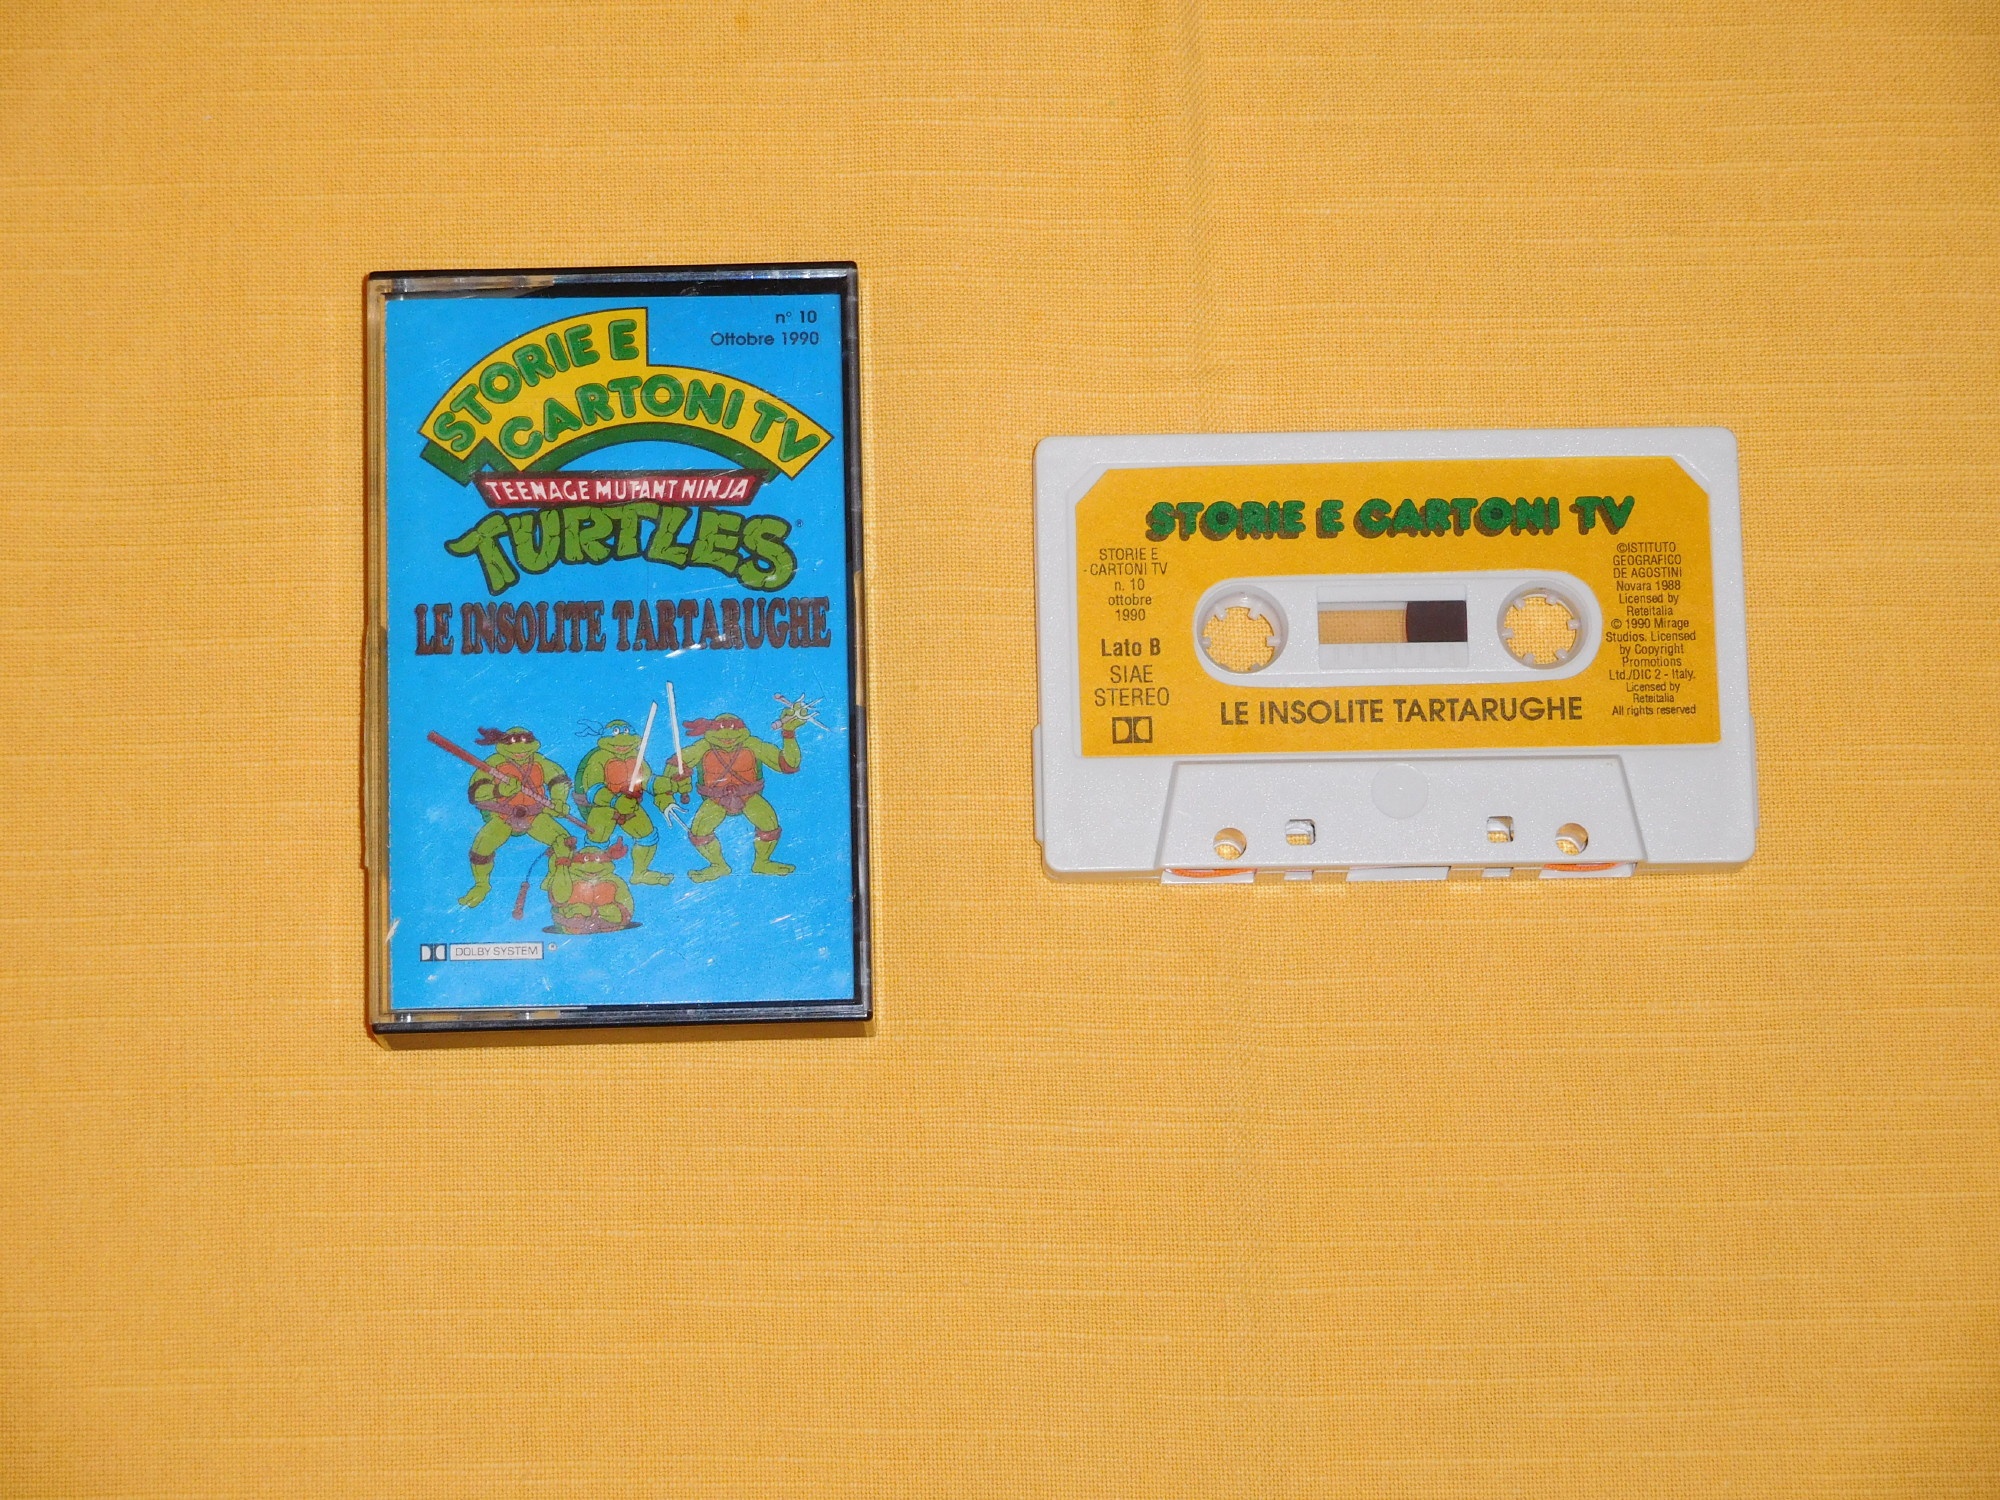 n° 10
Ottobre 1990
STORIE E
CARTONI TV
TEENAGE MUTANT NINJA
TURTLES®
LE INSOLITE TARTARUGHE
DOLBY SYSTEM ®
STORIE E CARTONI TV
STORIE E
CARTONI TV
n. 10
ottobre
1990
Lato B
SIAE
STEREO
©ISTITUTO
GEOGRAFICO
DE AGOSTINI
Novara 1988
Licensed by
Reteitalia
© 1990 Mirage
Studios. Licensed
by Copyright
Promotions
Ltd./DIC 2 - Italy.
Licensed by
Reteitalia
All rights reserved
LE INSOLITE TARTARUGHE